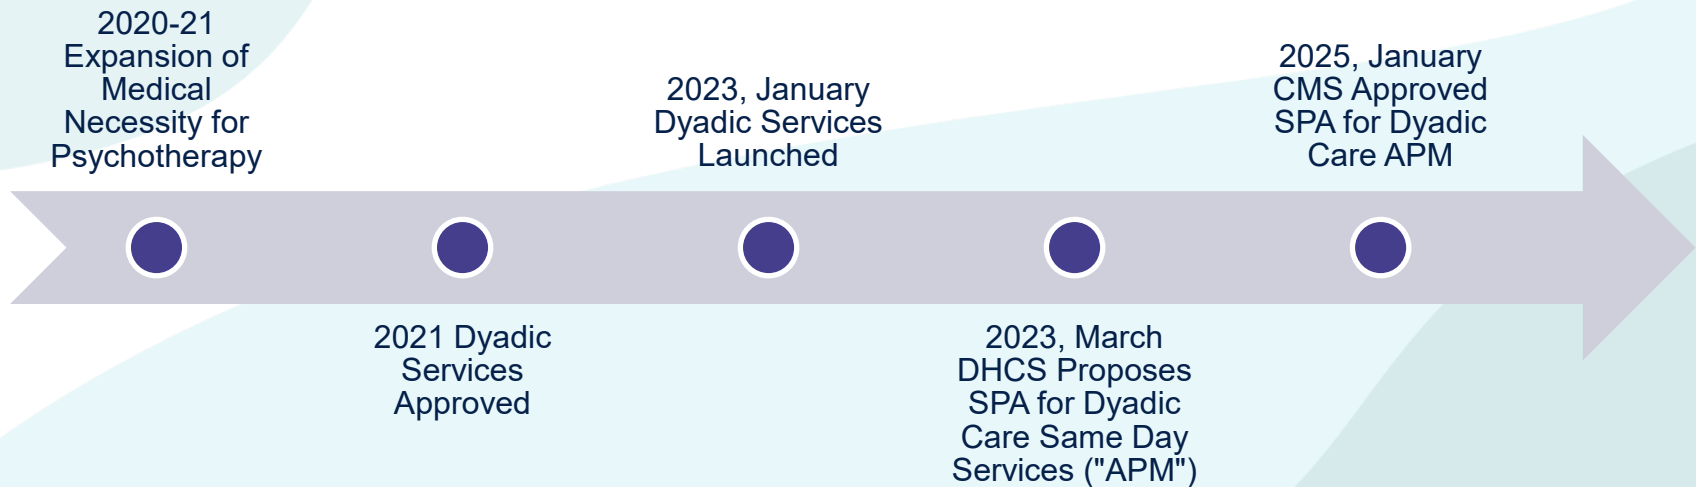 2020-21
Expansion of
Medical
Necessity for
Psychotherapy
2021 Dyadic
Services
Approved
2023, January
Dyadic Services
Launched
2023, March
DHCS Proposes
SPA for Dyadic
Care Same Day
Services ("APM")
2025, January
CMS Approved
SPA for Dyadic
Care APM